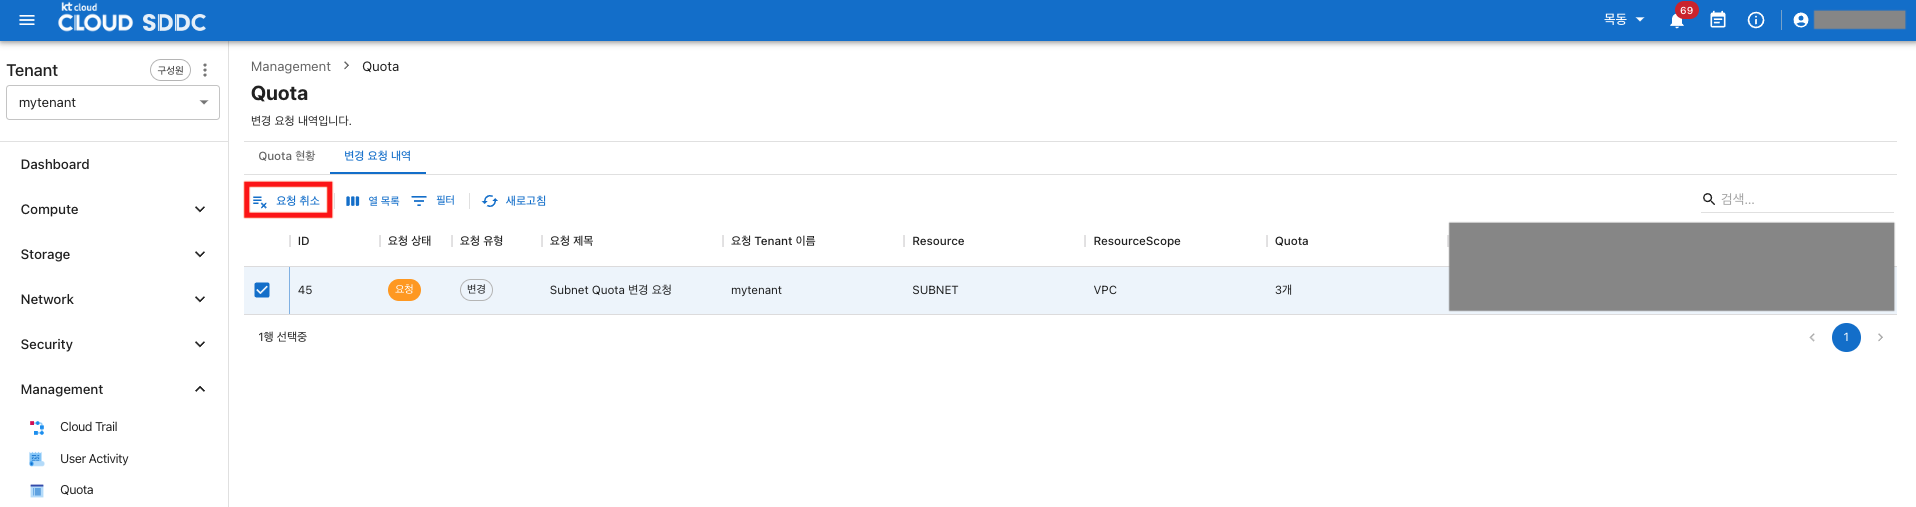 kt cloud
CLOUD SDDC
목동
69
Tenant
구성원
mytenant
Dashboard
Compute
Storage
Network
Security
Management
Cloud Trail
User Activity
Quota
Management > Quota
Quota
변경 요청 내역입니다.
Quota 현황 변경 요청 내역
요청 취소 열 목록 필터 새로고침 검색...
ID 요청 상태 요청 유형 요청 제목 요청 Tenant 이름 Resource ResourceScope Quota
45 요청 변경 Subnet Quota 변경 요청 mytenant SUBNET VPC 3개
1행 선택중
1